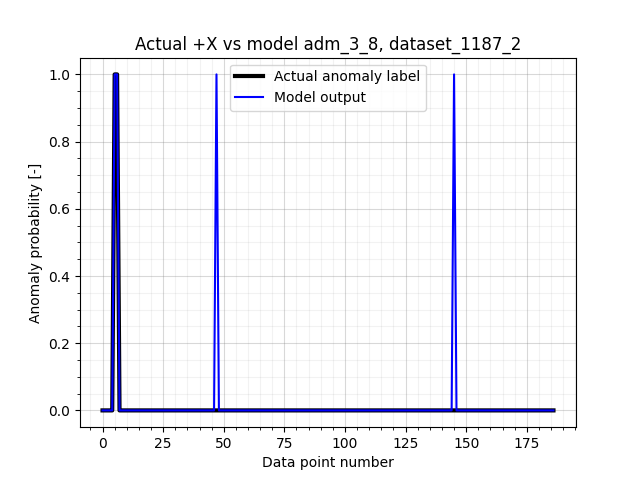 Actual +X vs model adm_3_8, dataset_1187_2
Actual anomaly label
Model output
Anomaly probability [-]
1.0
0.8
0.6
0.4
0.2
0.0
0 25 50 75 100 125 150 175
Data point number